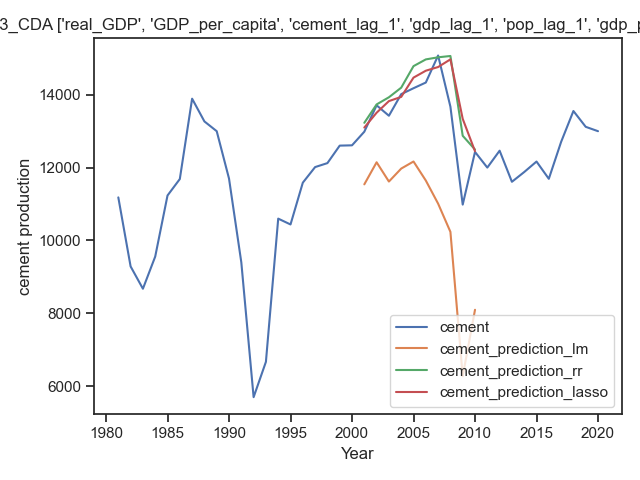 3_CDA ['real_GDP', 'GDP_per_capita', 'cement_lag_1', 'gdp_lag_1', 'pop_lag_1', 'gdp_p
14000
12000
10000
8000
6000
cement production
1980
1985
1990
1995
2000
2005
2010
2015
2020
Year
cement
cement_prediction_lm
cement_prediction_rr
cement_prediction_lasso